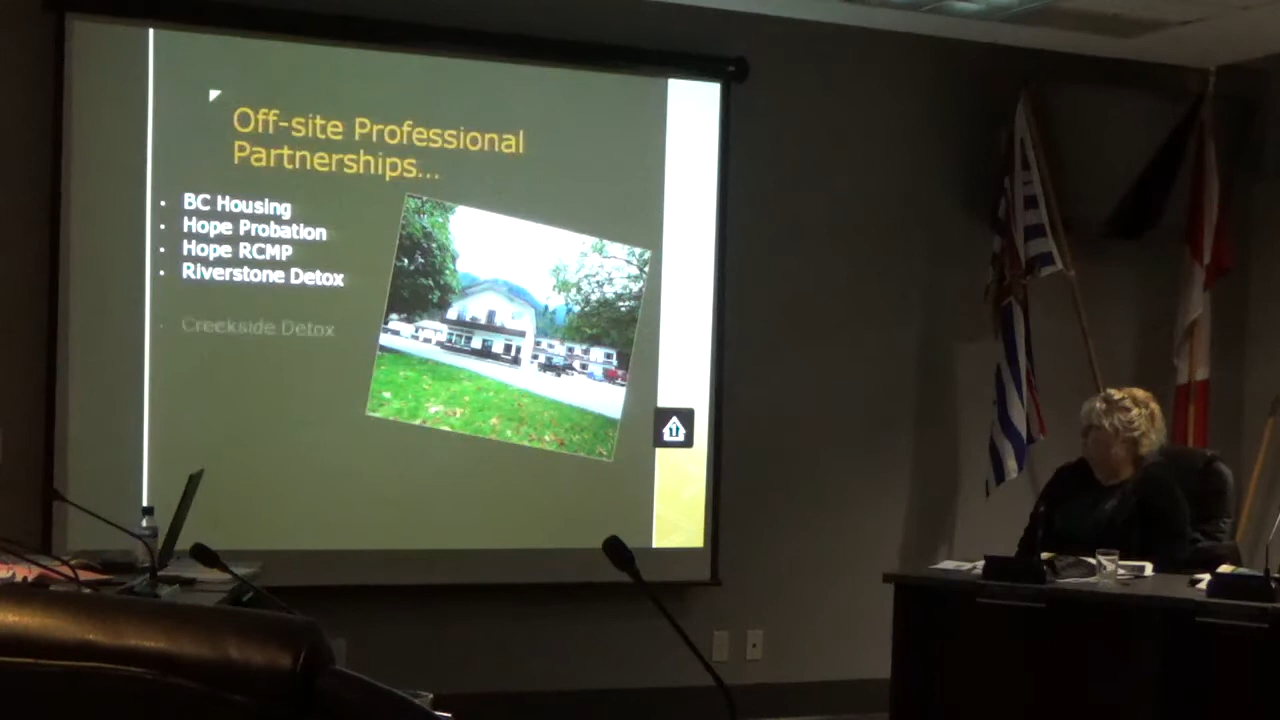 Off-site Professional
Partnerships...
• BC Housing
• Hope Probation
• Hope RCMP
• Riverstone Detox
• Creekside Detox